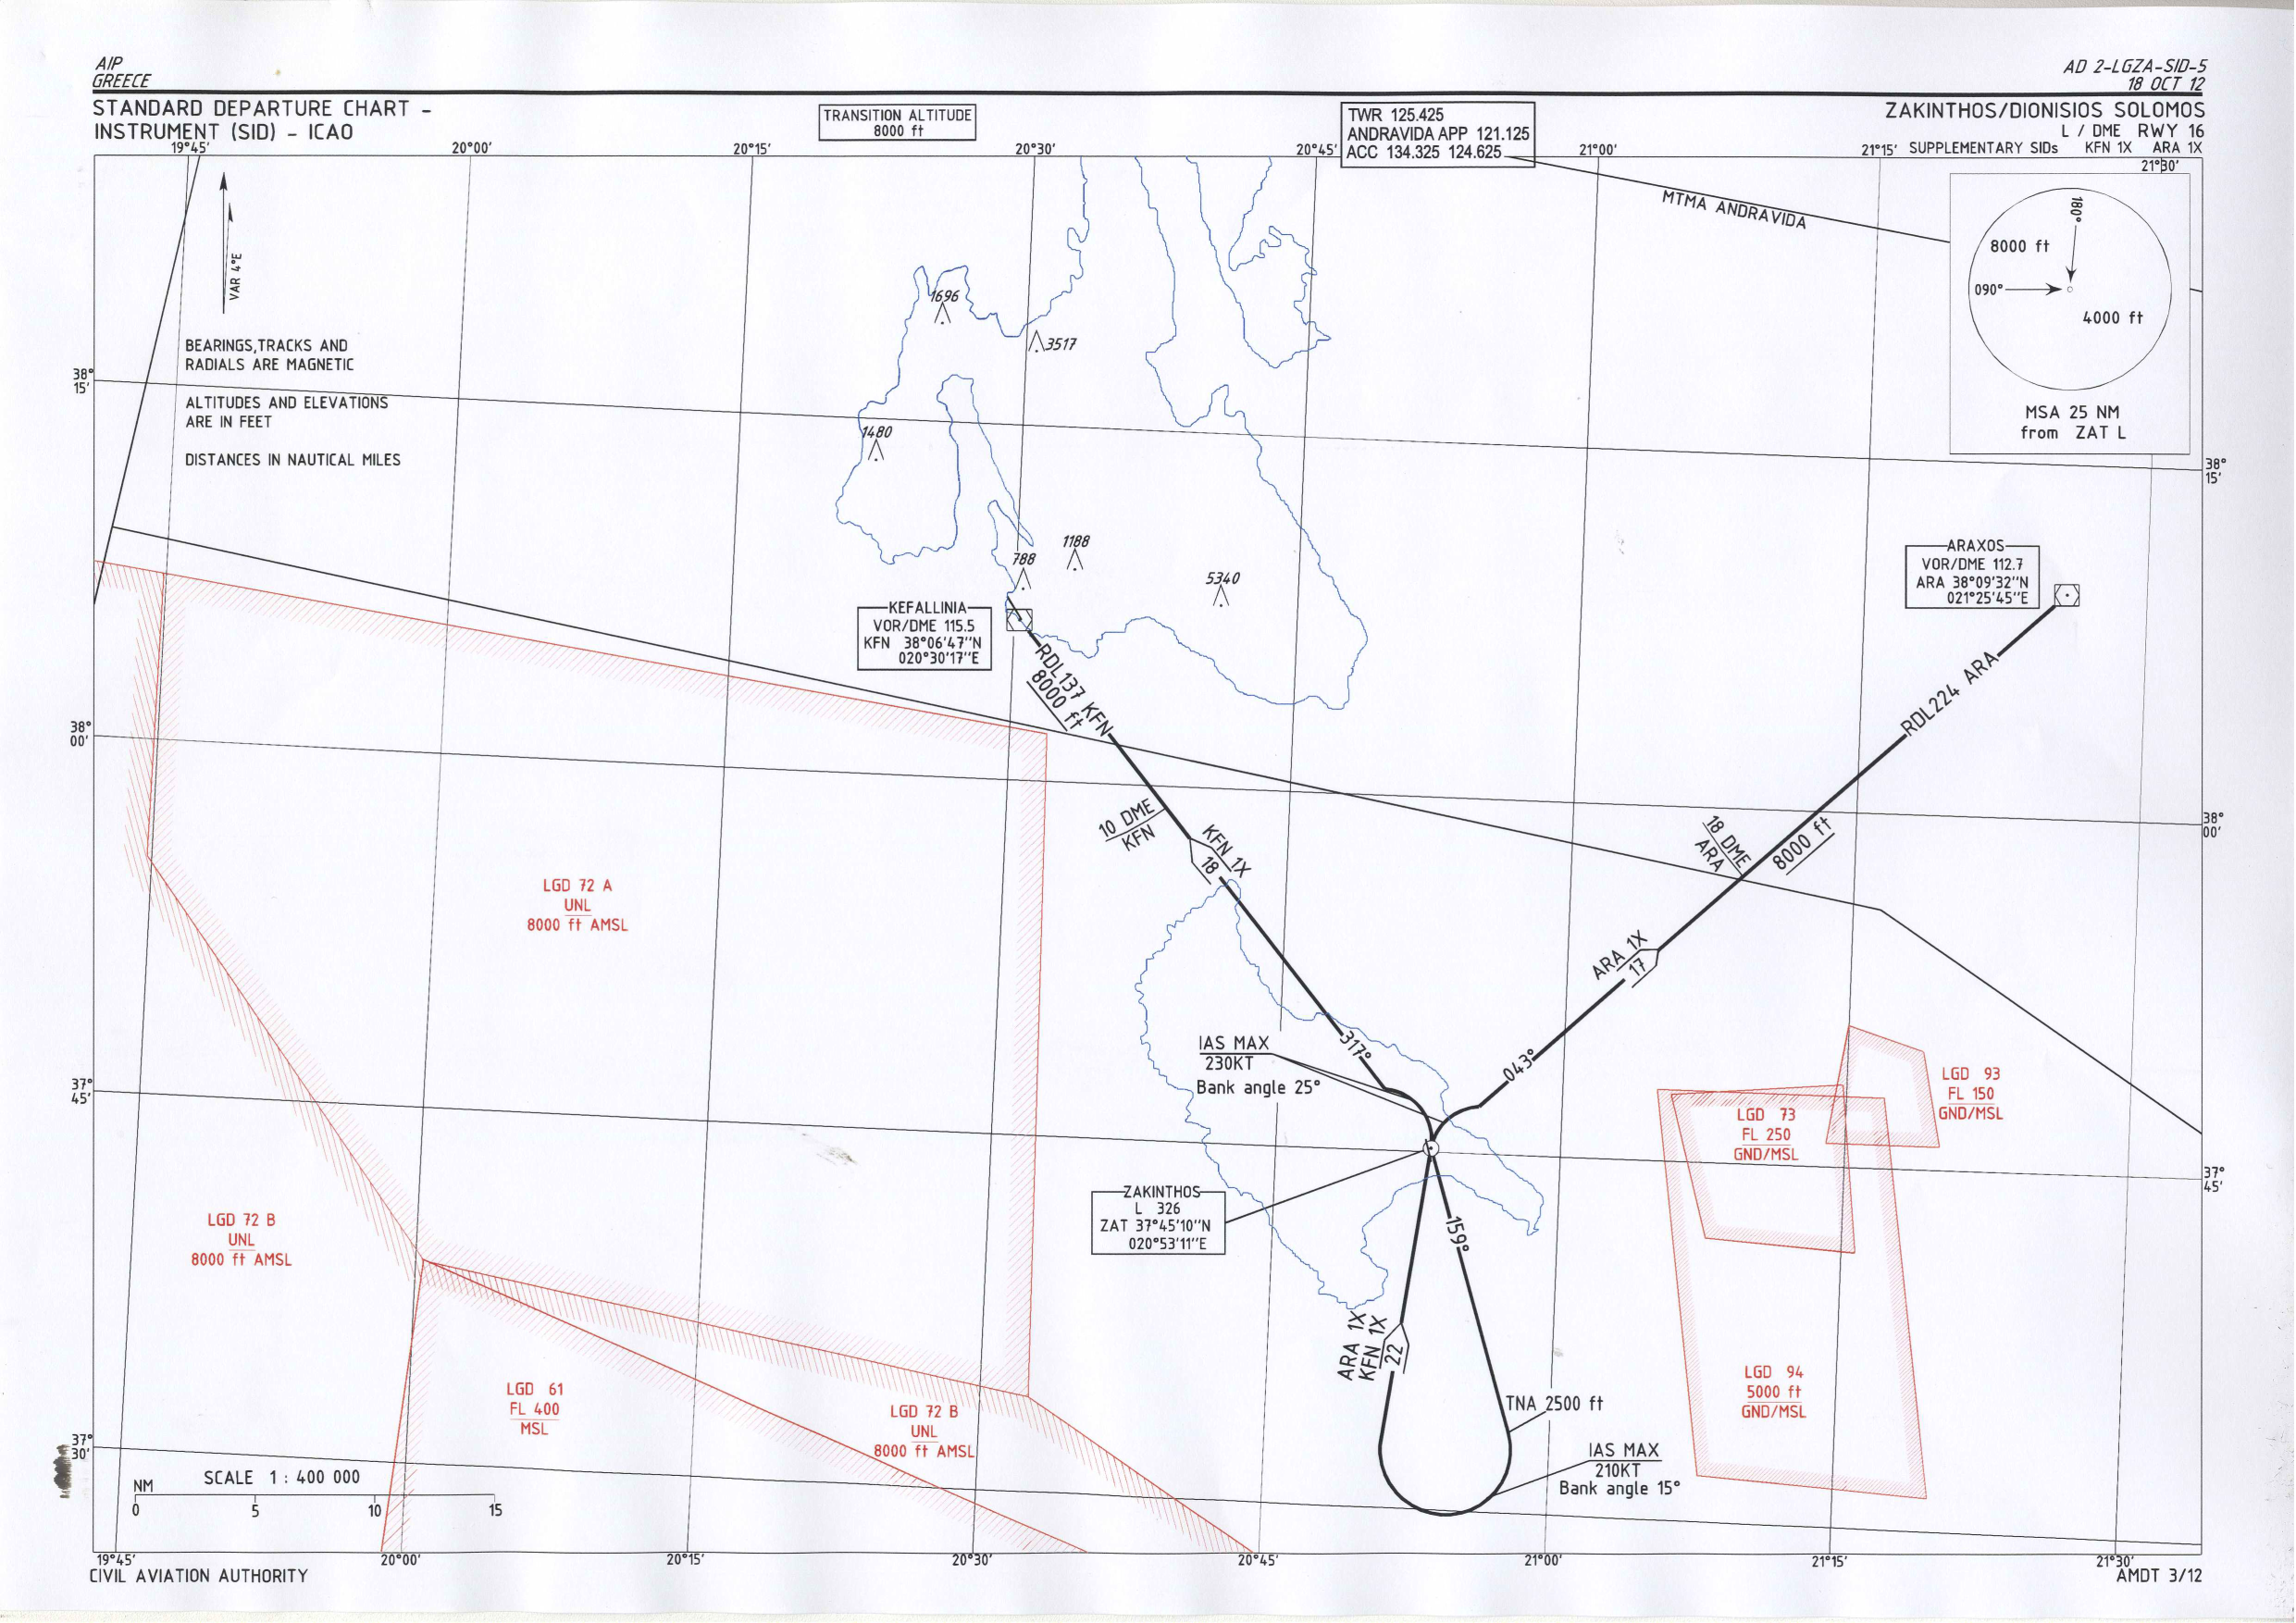 AIP
GREECE
AD 2-LGZA-SID-5
18 OCT 12
STANDARD DEPARTURE CHART -
INSTRUMENT (SID) - ICAO
TRANSITION ALTITUDE
8000 ft
TWR 125.425
ANDRAVIDA APP 121.125
ACC 134.325 124.625
ZAKINTHOS/DIONISIOS SOLOMOS
L / DME RWY 16
SUPPLEMENTARY SIDs KFN 1X ARA 1X
19°45'
20°00'
20°15'
20°30'
20°45'
21°00'
21°15'
21°30'
VAR 4°E
MTMA ANDRAVIDA
180°
8000 ft
090°
4000 ft
MSA 25 NM
from ZAT L
BEARINGS,TRACKS AND
RADIALS ARE MAGNETIC
ALTITUDES AND ELEVATIONS
ARE IN FEET
DISTANCES IN NAUTICAL MILES
1696
3517
1480
788
1188
5340
38°
15'
38°
15'
KEFALLINIA
VOR/DME 115.5
KFN 38°06'47''N
020°30'17''E
ARAXOS
VOR/DME 112.7
ARA 38°09'32''N
021°25'45''E
RDL137 KFN
8000 ft
RDL224 ARA
38°
00'
38°
00'
10 DME
KFN
KFN 1X
18
18 DME
ARA
8000 ft
ARA 1X
17
LGD 72 A
UNL
8000 ft AMSL
317°
043°
IAS MAX
230KT
Bank angle 25°
LGD 93
FL 150
GND/MSL
LGD 73
FL 250
GND/MSL
37°
45'
37°
45'
ZAKINTHOS
L 326
ZAT 37°45'10''N
020°53'11''E
159°
LGD 72 B
UNL
8000 ft AMSL
ARA 1X
KFN 1X
22
LGD 61
FL 400
MSL
LGD 72 B
UNL
8000 ft AMSL
TNA 2500 ft
IAS MAX
210KT
Bank angle 15°
LGD 94
5000 ft
GND/MSL
37°
30'
SCALE 1 : 400 000
NM
0
5
10
15
19°45'
20°00'
20°15'
20°30'
20°45'
21°00'
21°15'
21°30'
CIVIL AVIATION AUTHORITY
AMDT 3/12